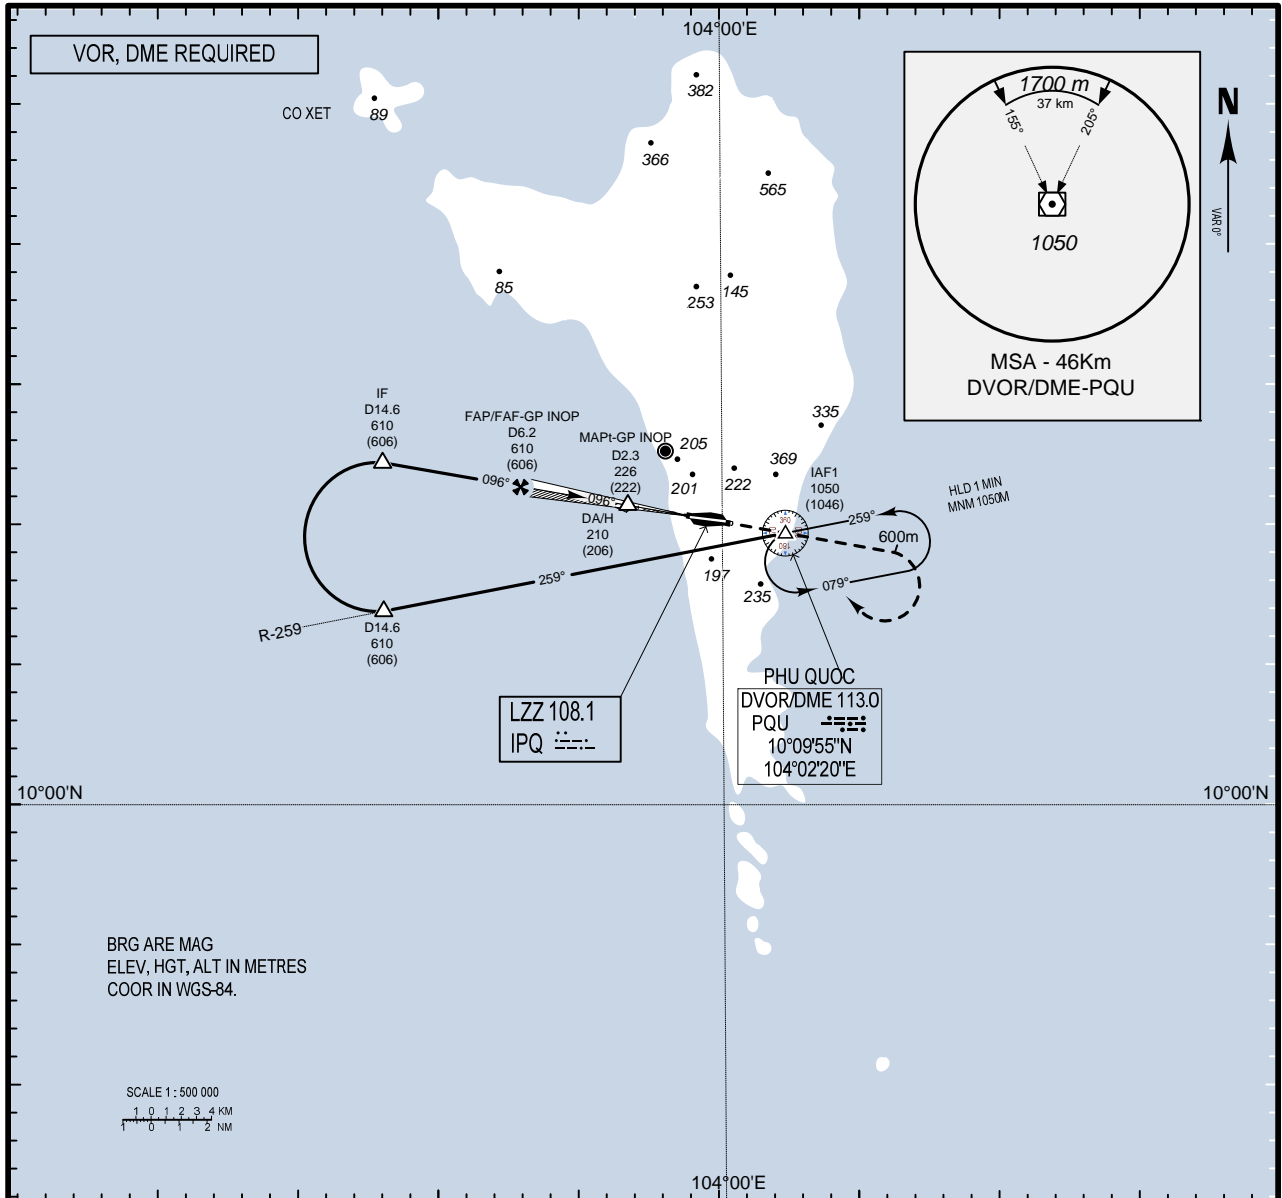 104°00'E
VOR, DME REQUIRED
382
CO XET
89
366
565
1700 m
37 km
155°
205°
1050
MSA - 46Km
DVOR/DME-PQU
N
VAR 0°
85
253
145
IF
D14.6
610
(606)
FAP/FAF-GP INOP
D6.2
610
(606)
MAPt-GP INOP
D2.3
226
(222)
205
201
222
369
335
IAF1
1050
(1046)
HLD 1 MIN
MNM 1050M
096°
096°
DA/H
210
(206)
360
180
259°
600m
079°
197
235
259°
R-259
D14.6
610
(606)
LZZ 108.1
IPQ
PHU QUOC
DVOR/DME 113.0
PQU
10°09'55"N
104°02'20"E
10°00'N
10°00'N
BRG ARE MAG
ELEV, HGT, ALT IN METRES
COOR IN WGS-84.
SCALE 1 : 500 000
1 0 1 2 3 4 KM
1 0 1 2 NM
104°00'E